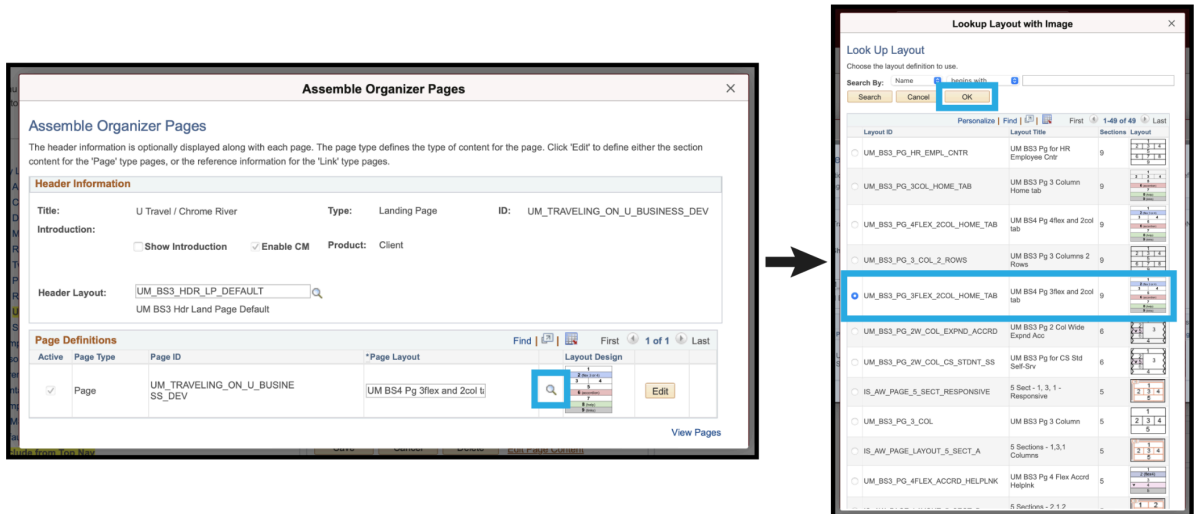 Assemble Organizer Pages
Assemble Organizer Pages
The header information is optionally displayed along with each page. The page type defines the type of content for the page. Click 'Edit' to define either the section
content for the 'Page' type pages, or the reference information for the 'Link' type pages.
Header Information
Title: U Travel / Chrome River Type: Landing Page ID: UM_TRAVELING_ON_U_BUSINESS_DEV
Introduction:
Show Introduction Enable CM Product: Client
Header Layout: UM_BS3_HDR_LP_DEFAULT
UM BS3 Hdr Land Page Default
Page Definitions Find | | First 1 of 1 Last
Active Page Type Page ID *Page Layout Layout Design
Page UM_TRAVELING_ON_U_BUSINE
SS_DEV UM BS4 Pg 3flex and 2col ta Edit
View Pages
Lookup Layout with Image
Look Up Layout
Choose the layout definition to use.
Search By: Name begins with
Search Cancel OK
Personalize | Find | | First 1-49 of 49 Last
Layout ID Layout Title Sections Layout
UM_BS3_PG_HR_EMPL_CNTR UM BS3 Pg for HR
Employee Cntr 9
UM_BS3_PG_3COL_HOME_TAB UM BS3 Pg 3 Column
Home tab 9
UM_BS3_PG_4FLEX_2COL_HOME_TAB UM BS4 Pg 4flex and 2col
tab 9
UM_BS3_PG_3_COL_2_ROWS UM BS3 Pg 3 Columns 2
Rows 9
UM_BS3_PG_3FLEX_2COL_HOME_TAB UM BS4 Pg 3flex and 2col
tab 9
UM_BS3_PG_2W_COL_EXPND_ACCRD UM BS3 Pg 2 Col Wide
Expnd Acc 6
UM_BS3_PG_2W_COL_CS_STDNT_SS UM BS3 Pg for CS Std
Self-Srv 6
IS_AW_PAGE_5_SECT_RESPONSIVE 5 Sect - 1, 3, 1 -
Responsive 5
UM_BS3_PG_3_COL UM BS3 Pg 3 Column 5
IS_AW_PAGE_LAYOUT_5_SECT_A 5 Sections - 1,3,1
Columns 5
UM_BS3_PG_4FLEX_ACCRD_HELPLNK UM BS3 Pg 4 Flex Accrd
Helplnk 5